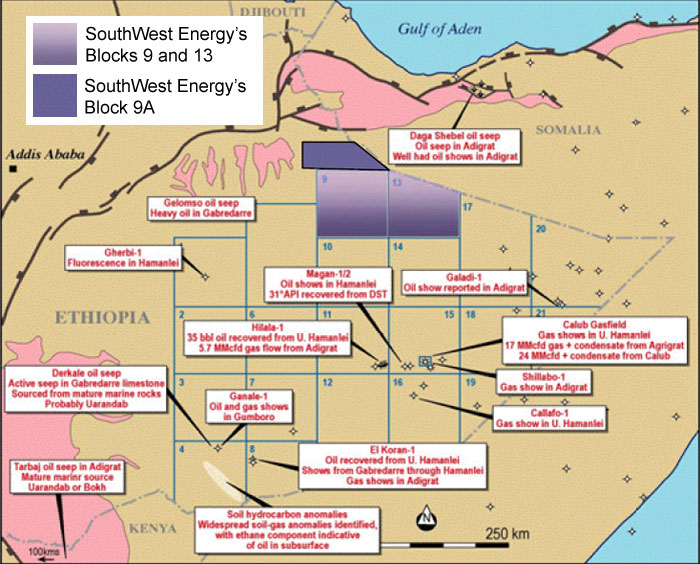 SouthWest Energy's
Blocks 9 and 13
SouthWest Energy's
Block 9A
DJIBOUTI
Gulf of Aden
SOMALIA
Addis Ababa
Daga Shebel oil seep
Oil seep in Adigrat
Well had oil shows in Adigrat
9
13
17
20
Gelomso oil seep
Heavy oil in Gabredarre
10
14
Gherbi-1
Fluorescence in Hamanlei
Magan-1/2
Oil shows in Hamanlei
31°API recovered from DST
Galadi-1
Oil show reported in Adigrat
ETHIOPIA
2
6
11
15
18
21
Hilala-1
35 bbl oil recovered from U. Hamanlei
5.7 MMcfd gas flow from Adigrat
Calub Gasfield
Gas shows in U. Hamanlei
17 MMcfd gas + condensate from Agrigrat
24 MMcfd + condensate from Calub
Derkale oil seep
Active seep in Gabredarre limestone
Sourced from mature marine rocks
Probably Uarandab
3
7
12
16
19
Shillabo-1
Gas show in Adigrat
Ganale-1
Oil and gas shows
in Gumboro
Callafo-1
Gas show in U. Hamanlei
4
8
El Koran-1
Oil recovered from U. Hamanlei
Shows from Gabredarre through Hamanlei
Gas shows in Adigrat
Tarbaj oil seep in Adigrat
Mature marinr source
Uarandab or Bokh
Soil hydrocarbon anomalies
Widespread soil-gas anomalies identified,
with ethane component indicative
of oil in subsurface
KENYA
N
250 km
100kms